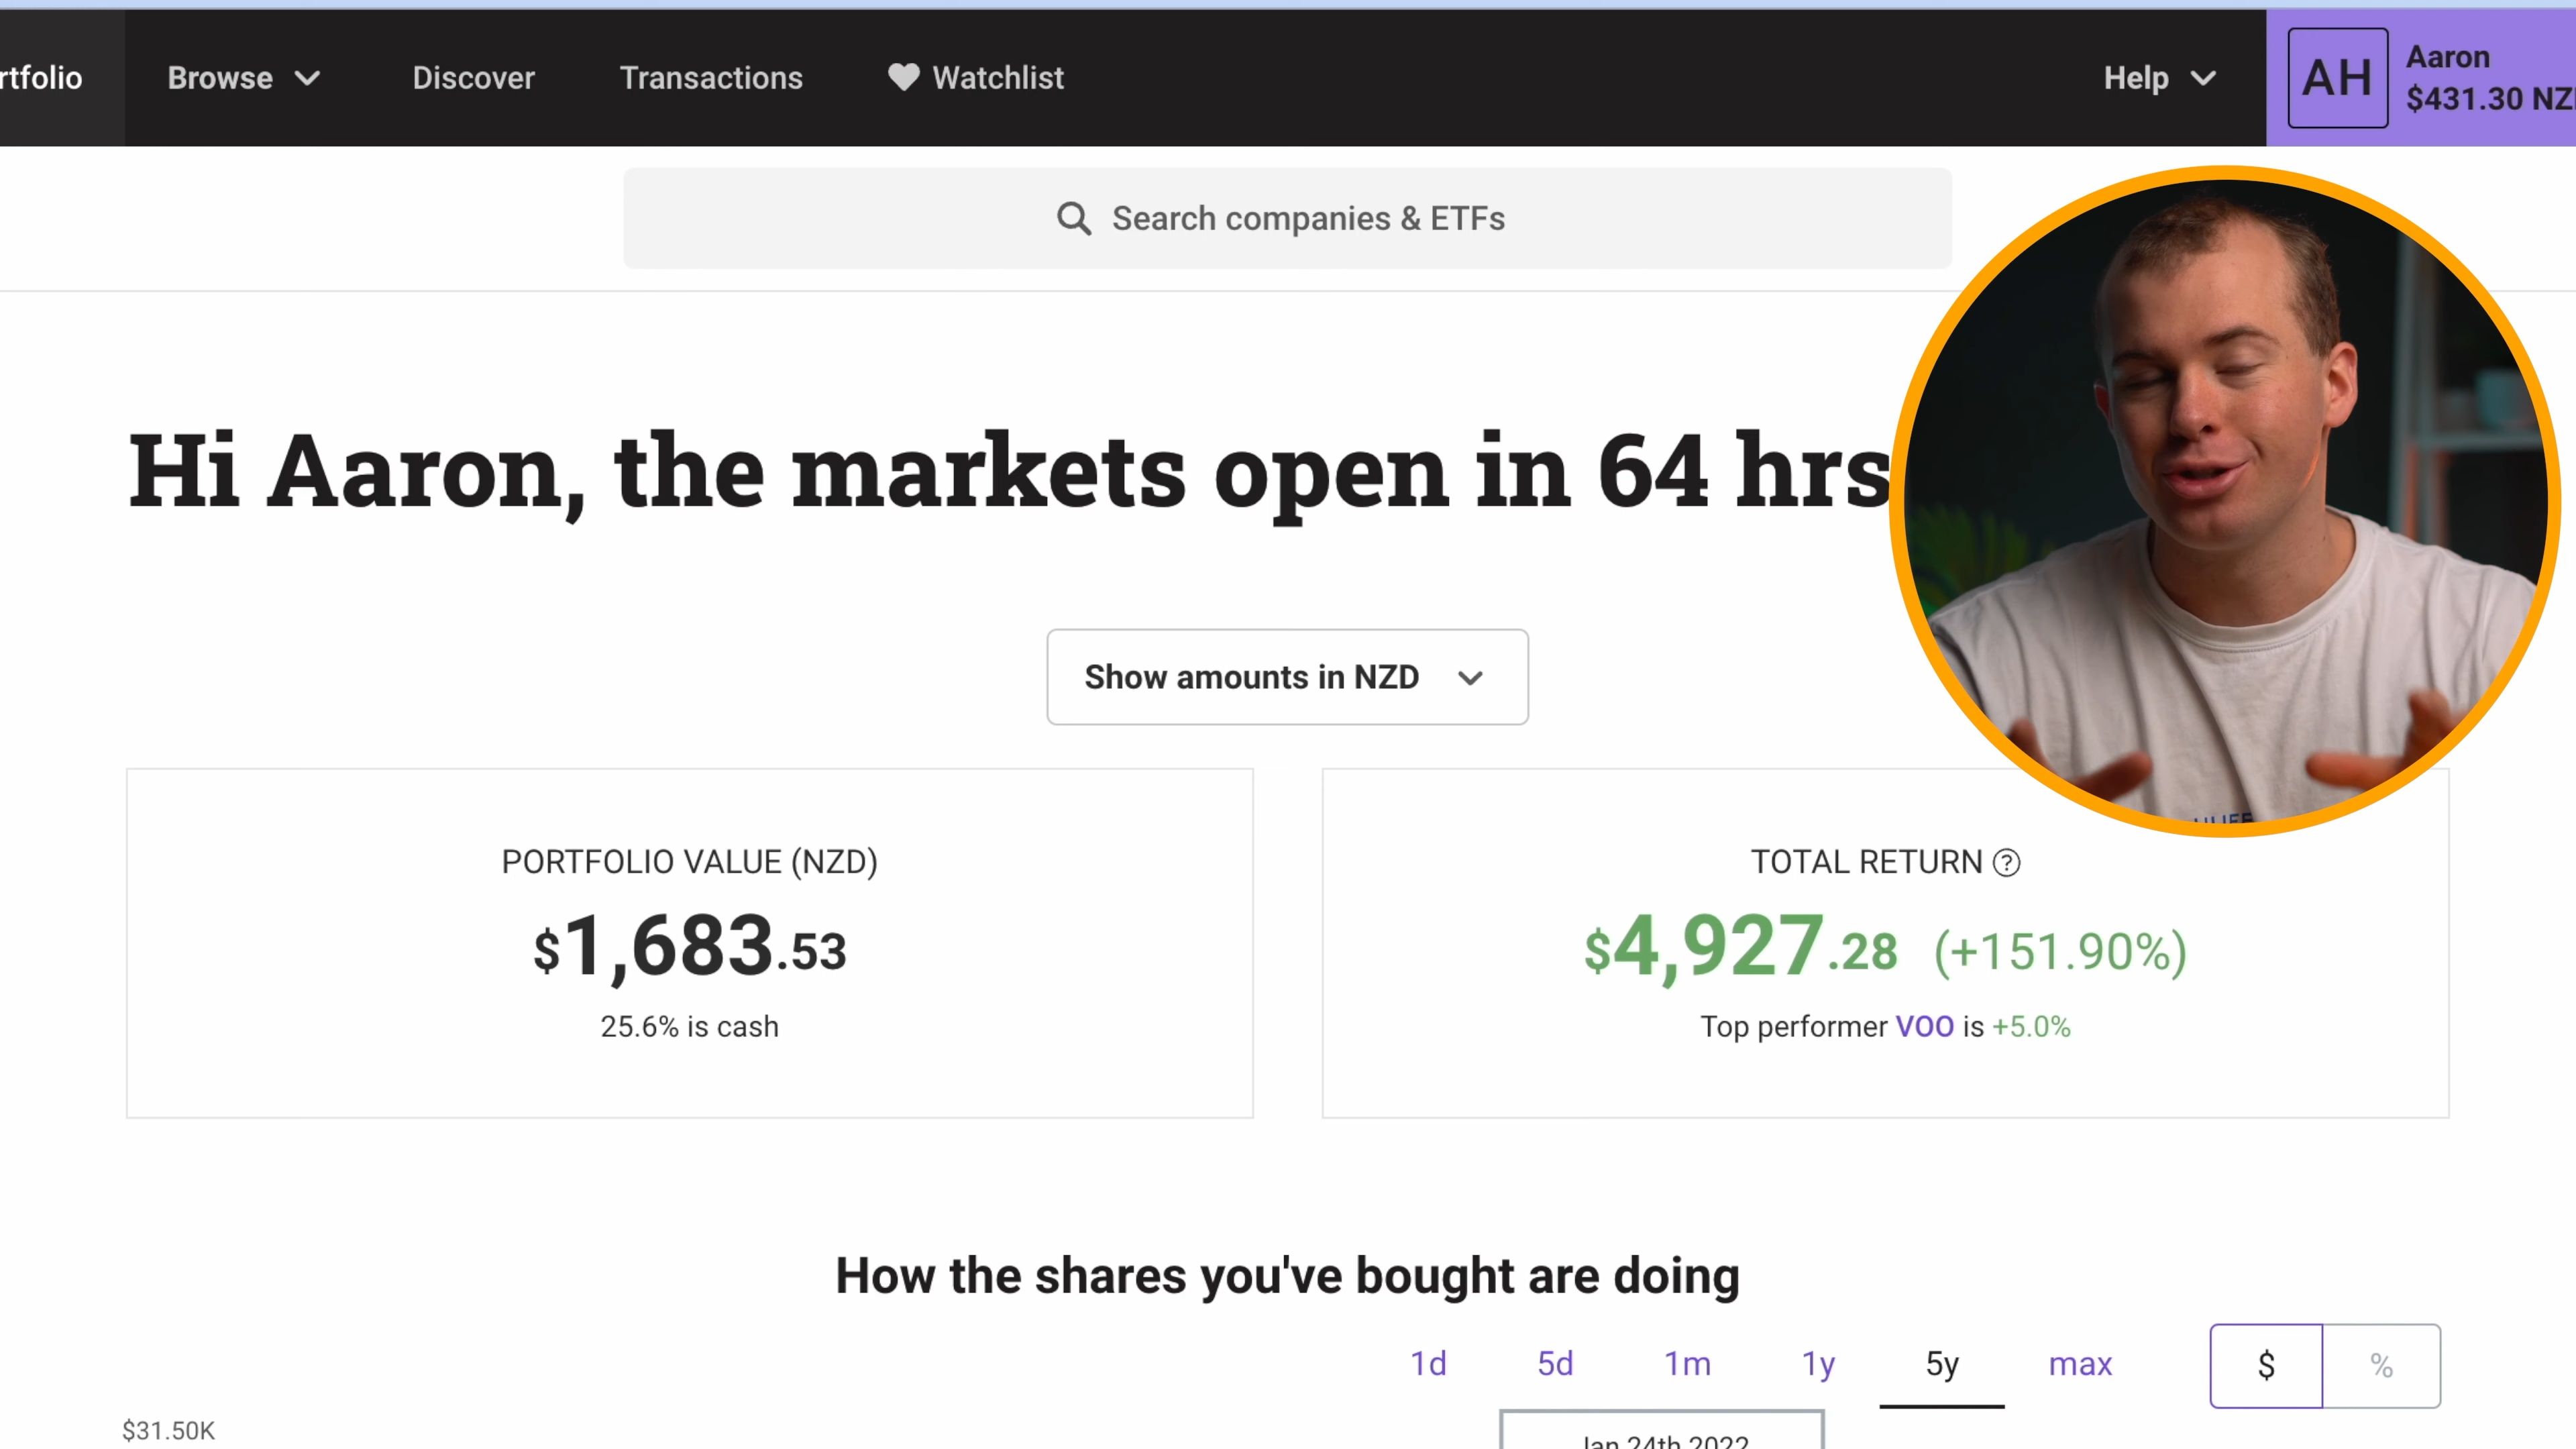 rtfolio Browse Discover Transactions Watchlist Help AH Aaron
$431.30 NZ
Search companies & ETFs
Hi Aaron, the markets open in 64 hrs
Show amounts in NZD
PORTFOLIO VALUE (NZD)
$1,683.53
25.6% is cash
TOTAL RETURN ?
$4,927.28 (+151.90%)
Top performer VOO is +5.0%
How the shares you've bought are doing
1d 5d 1m 1y 5y max $ %
$31.50K
Jan 24th 2022